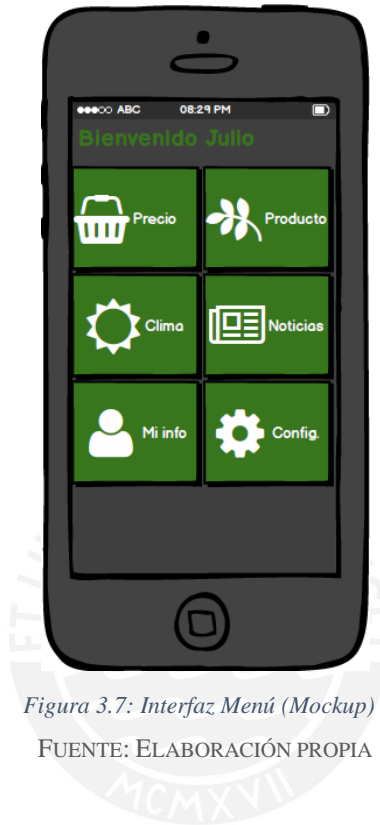 ABC 08:29 PM
Bienvenido Julio
Precio Producto
Clima Noticias
Mi info Config.
Figura 3.7: Interfaz Menú (Mockup)
FUENTE: ELABORACIÓN PROPIA
MCMXVII